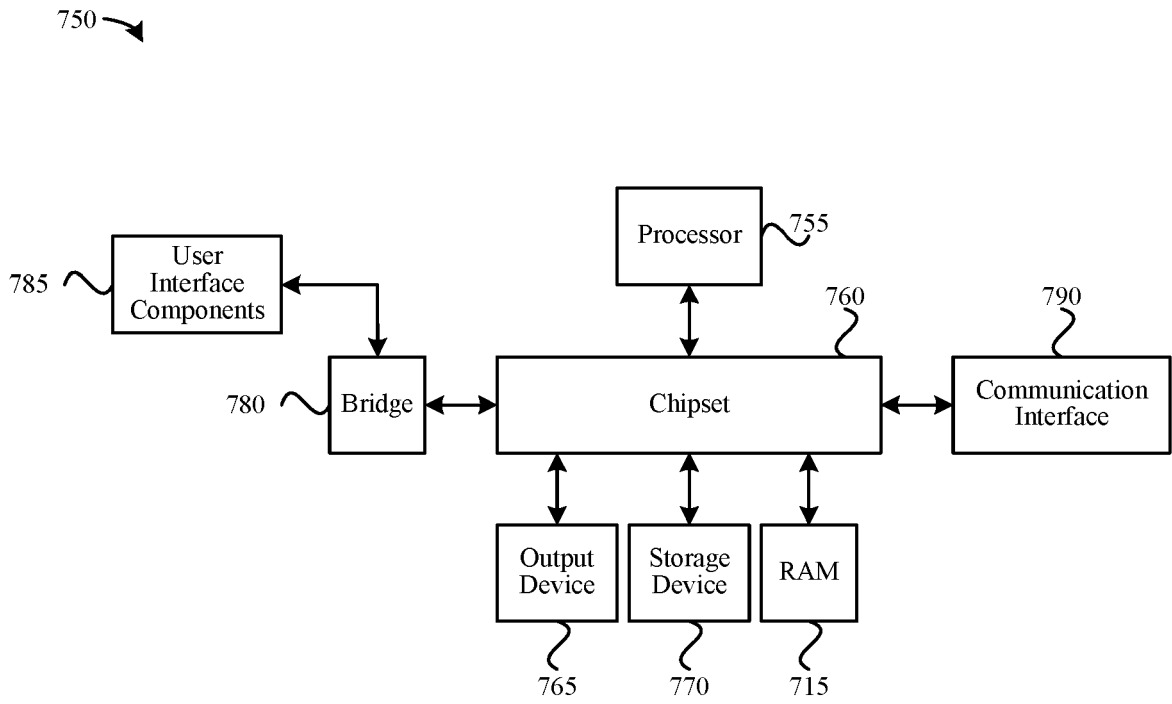 750
Processor
755
User
Interface
Components
785
760
790
Bridge
780
Chipset
Communication
Interface
Output
Device
Storage
Device
RAM
765
770
715